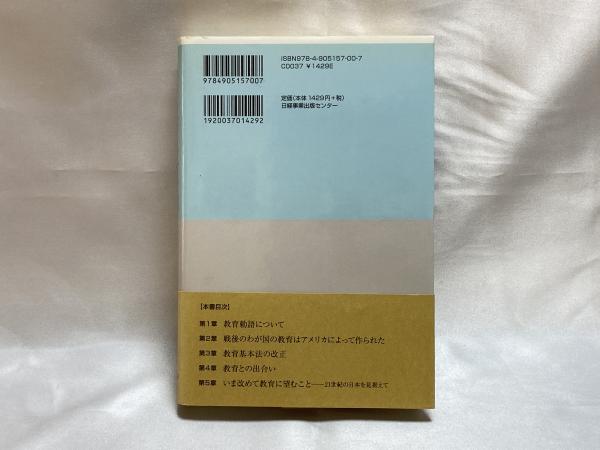 ISBN978-4-905157-00-7
C0037 ¥1429E
9784905157007
定価(本体1429円+税)
日経事業出版センター
1920037014292
【本書目次】
第1章 教育勅語について
第2章 戦後のわが国の教育はアメリカによって作られた
第3章 教育基本法の改正
第4章 教育との出合い
第5章 いま改めて教育に望むこと──21世紀の日本を見据えて